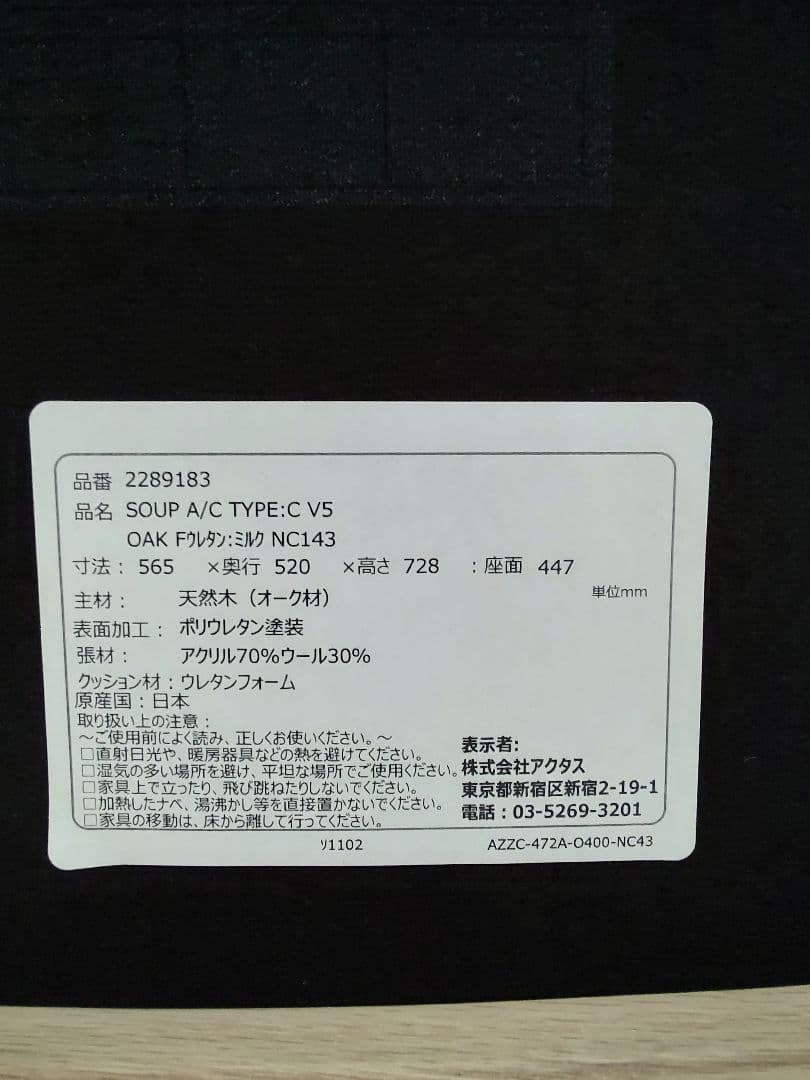 品番 2289183
品名 SOUP A/C TYPE:C V5
OAK Fウレタン:ミルク NC143
寸法： 565 ×奥行 520 ×高さ 728 ：座面 447
単位mm
主材： 天然木（オーク材）
表面加工： ポリウレタン塗装
張材： アクリル70%ウール30%
クッション材：ウレタンフォーム
原産国：日本
取り扱い上の注意：
～ご使用前によく読み、正しくお使いください。～
□直射日光や、暖房器具などの熱を避けてください。
□湿気の多い場所を避け、平坦な場所でご使用ください。
□家具上で立ったり、飛び跳ねたりしないでください。
□加熱したナベ、湯沸かし等を直接置かないでください。
□家具の移動は、床から離して行ってください。
表示者:
株式会社アクタス
東京都新宿区新宿2-19-1
電話：03-5269-3201
ｿ1102
AZZC-472A-O400-NC43